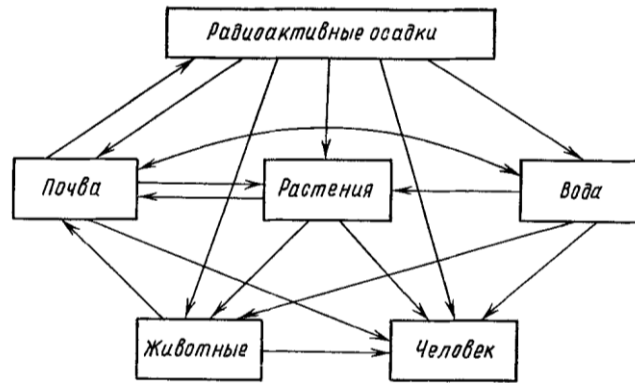 Радиоактивные осадки
Почва
Растения
Вода
Животные
Человек